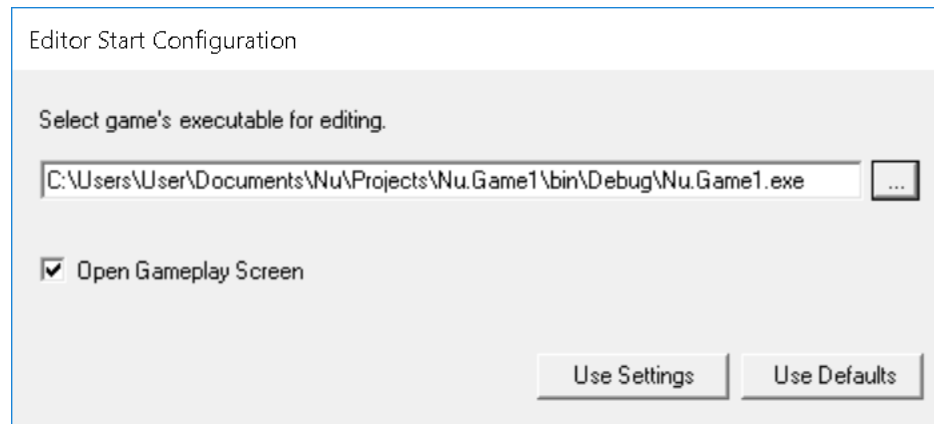 Editor Start Configuration
Select game's executable for editing.
C:\Users\User\Documents\Nu\Projects\Nu.Game1\bin\Debug\Nu.Game1.exe ...
Open Gameplay Screen
Use Settings Use Defaults